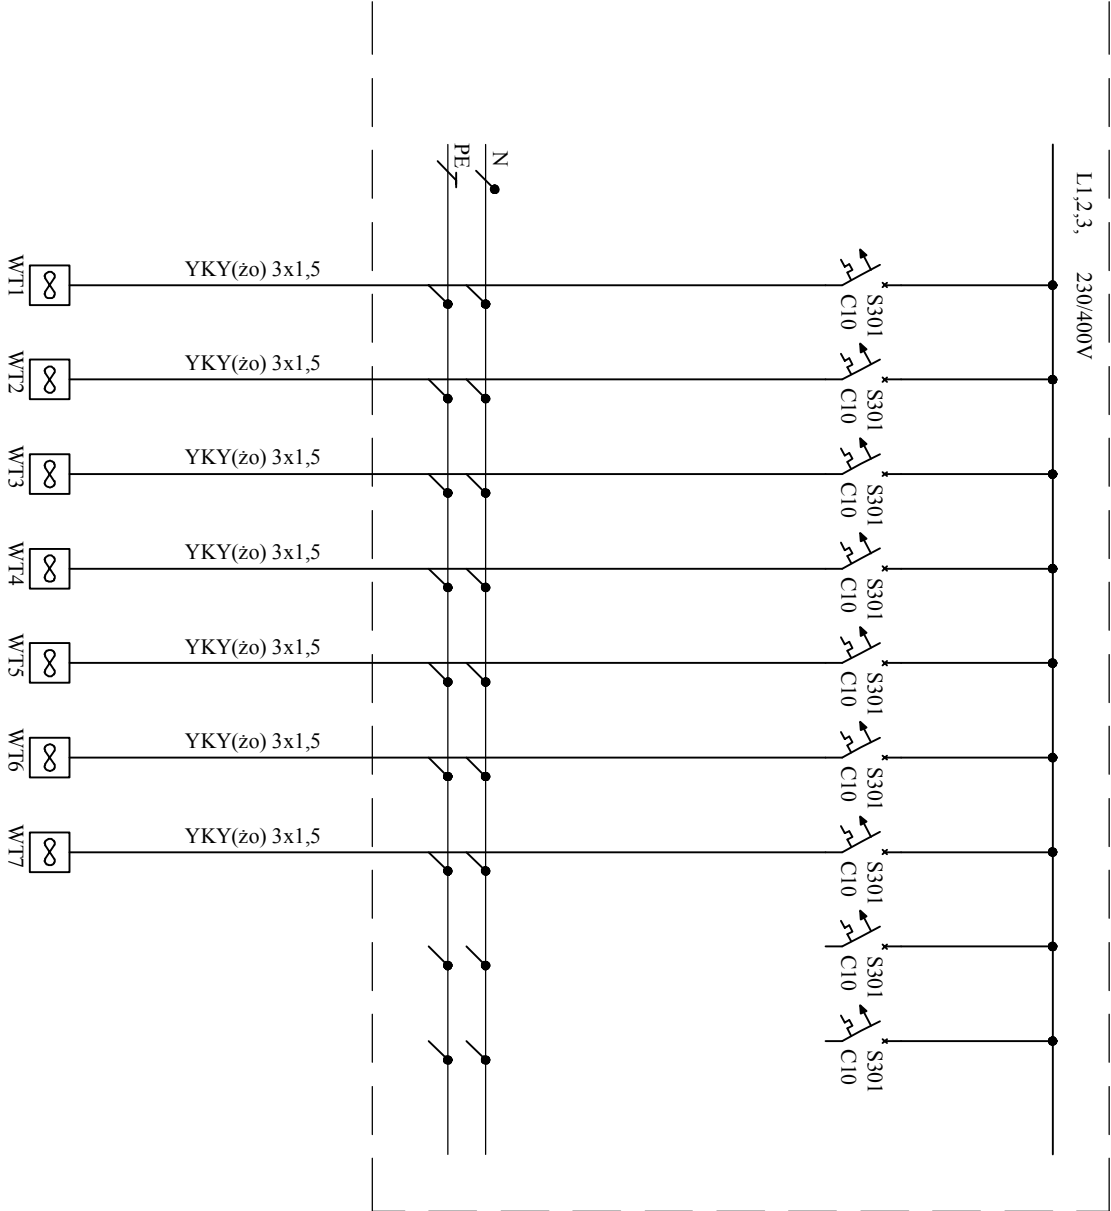 L1,2,3, 230/400V
N
PE
S301
C10
YKY(żo) 3x1,5
WT1
S301
C10
YKY(żo) 3x1,5
WT2
S301
C10
YKY(żo) 3x1,5
WT3
S301
C10
YKY(żo) 3x1,5
WT4
S301
C10
YKY(żo) 3x1,5
WT5
S301
C10
YKY(żo) 3x1,5
WT6
S301
C10
YKY(żo) 3x1,5
WT7
S301
C10
S301
C10